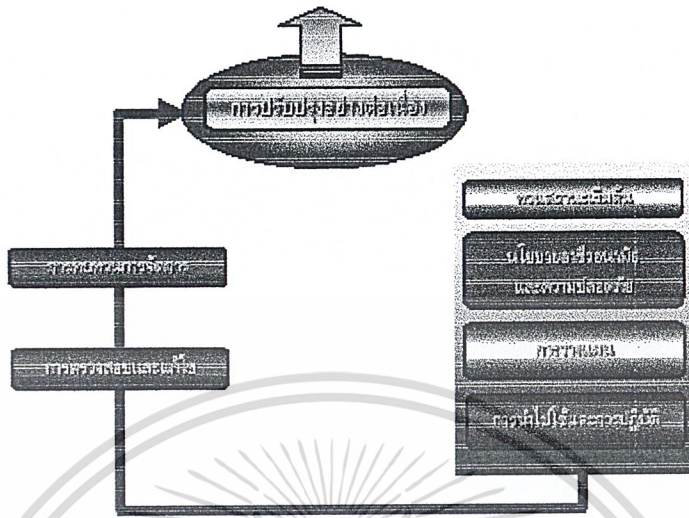 การปรับปรุงอย่างต่อเนื่อง
ทบทวนสถานะเริ่มต้น
นโยบายอาชีวอนามัย
และความปลอดภัย
การทบทวนการจัดการ
การวางแผน
การตรวจสอบและแก้ไข
การนำไปใช้และการปฏิบัติ